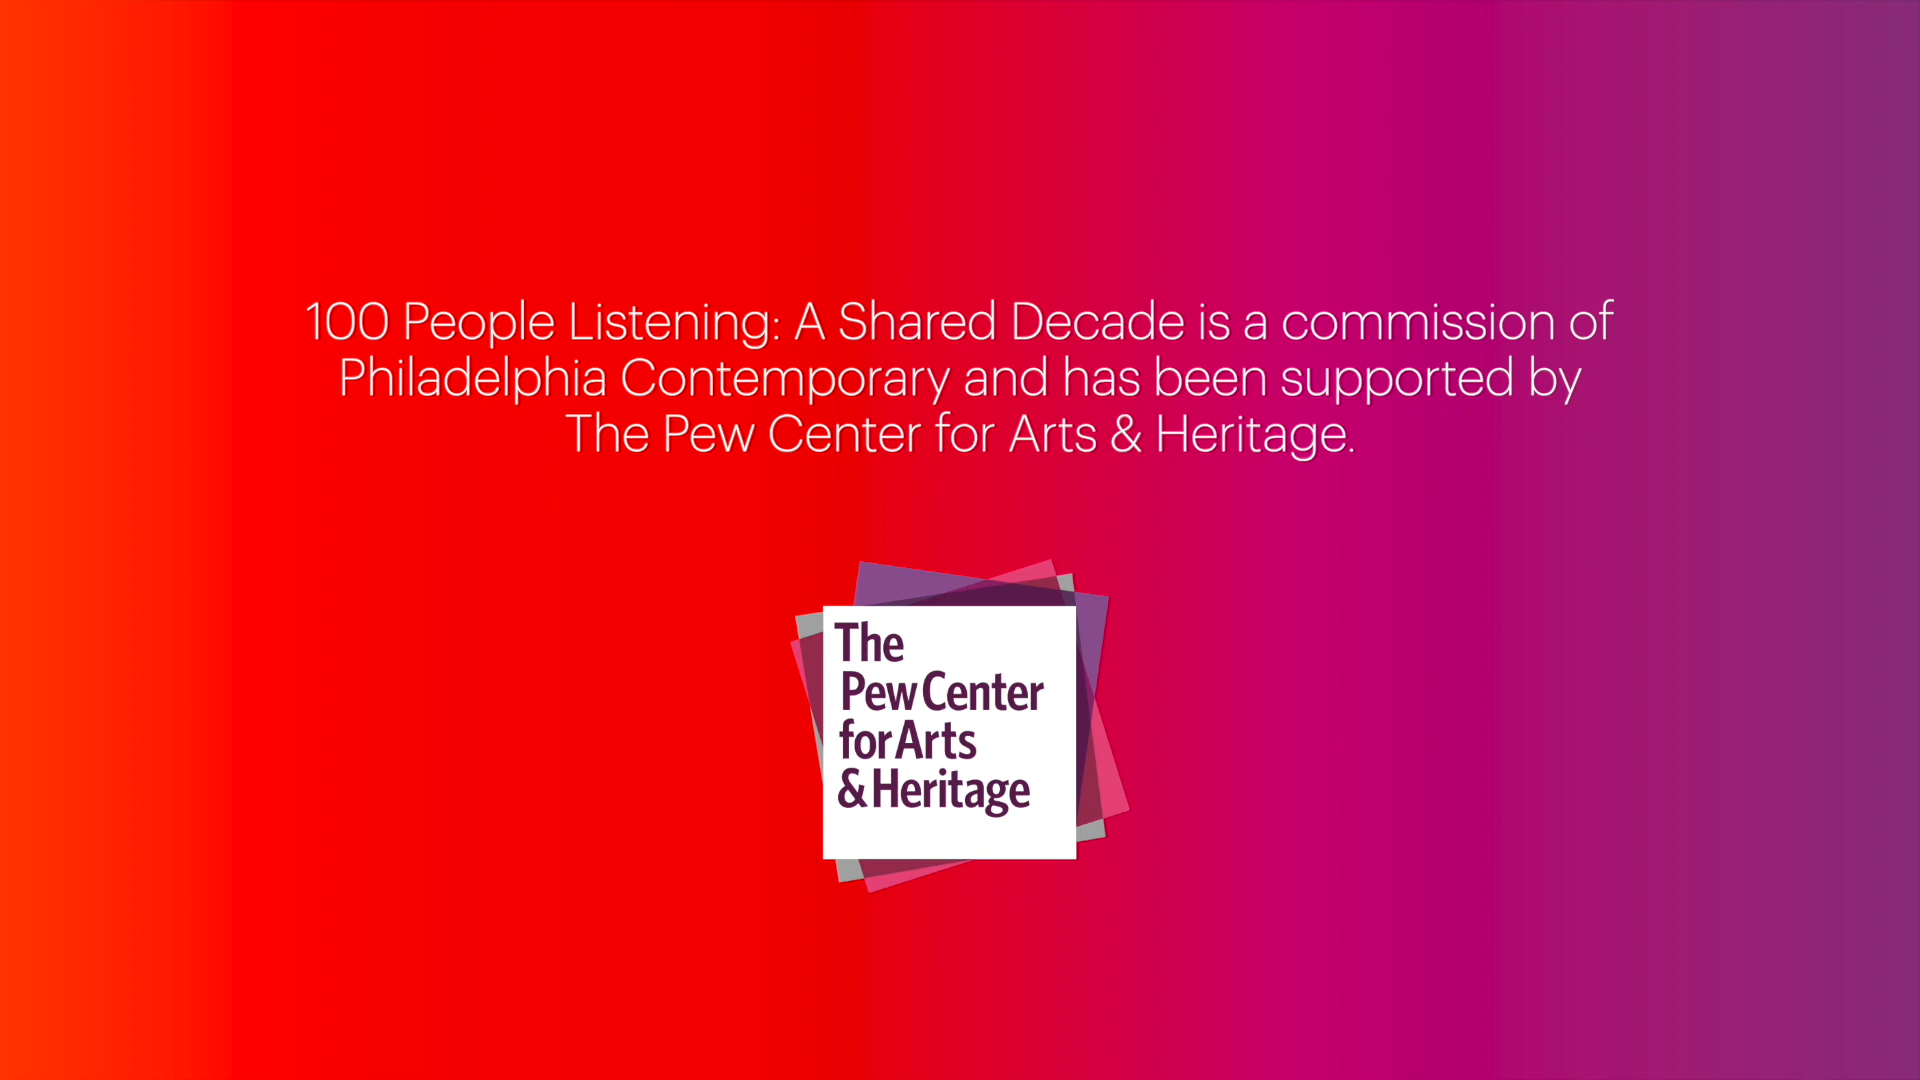 100 People Listening: A Shared Decade is a commission of
Philadelphia Contemporary and has been supported by
The Pew Center for Arts & Heritage.
The
Pew Center
for Arts
& Heritage